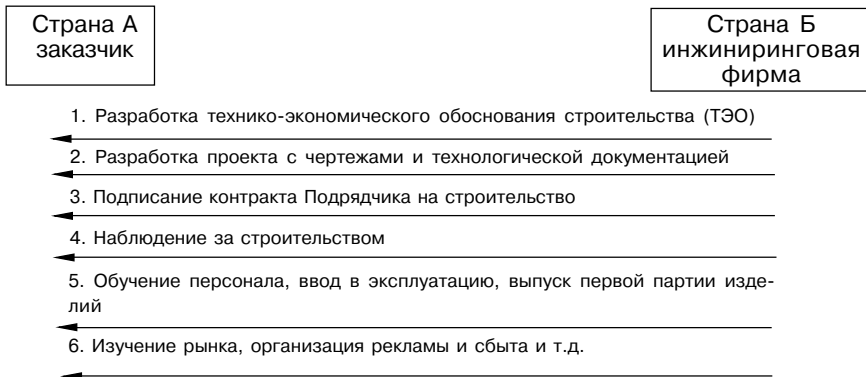 Страна А
заказчик
Страна Б
инжиниринговая
фирма
1. Разработка технико-экономического обоснования строительства (ТЭО)
2. Разработка проекта с чертежами и технологической документацией
3. Подписание контракта Подрядчика на строительство
4. Наблюдение за строительством
5. Обучение персонала, ввод в эксплуатацию, выпуск первой партии изде-
лий
6. Изучение рынка, организация рекламы и сбыта и т.д.